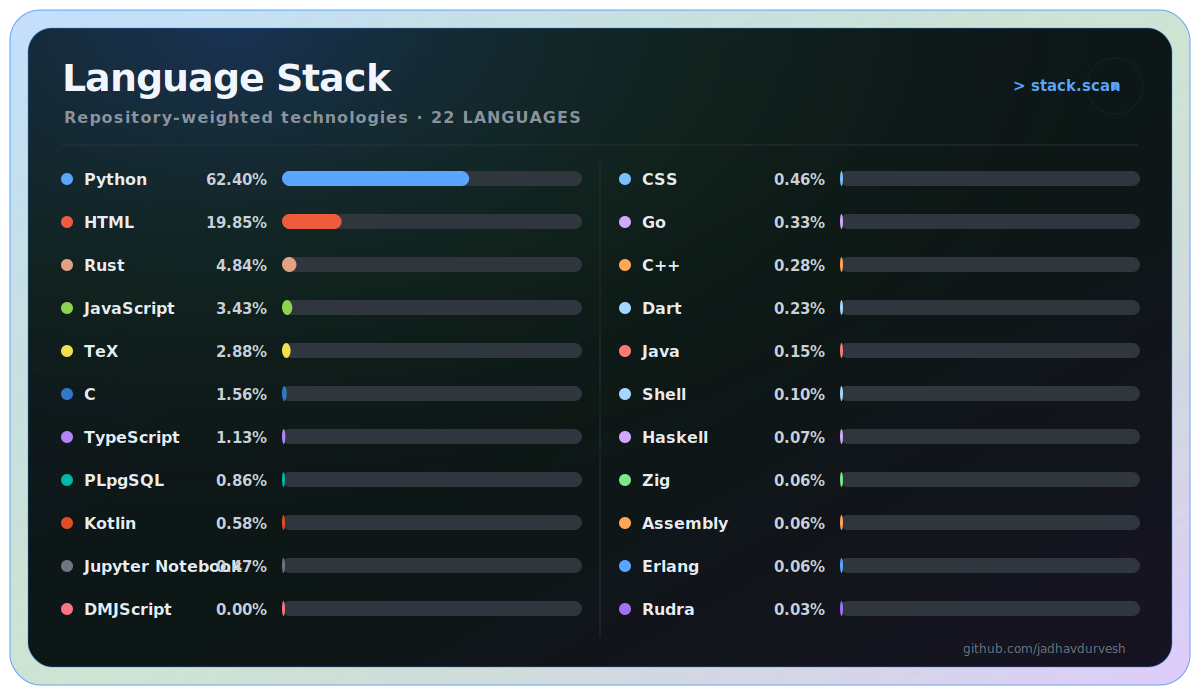 Language Stack
> stack.scan
Repository-weighted technologies · 22 LANGUAGES
Python 62.40%
HTML 19.85%
Rust 4.84%
JavaScript 3.43%
TeX 2.88%
C 1.56%
TypeScript 1.13%
PLpgSQL 0.86%
Kotlin 0.58%
Jupyter Notebook 0.47%
DMJScript 0.00%
CSS 0.46%
Go 0.33%
C++ 0.28%
Dart 0.23%
Java 0.15%
Shell 0.10%
Haskell 0.07%
Zig 0.06%
Assembly 0.06%
Erlang 0.06%
Rudra 0.03%
github.com/jadhavdurvesh